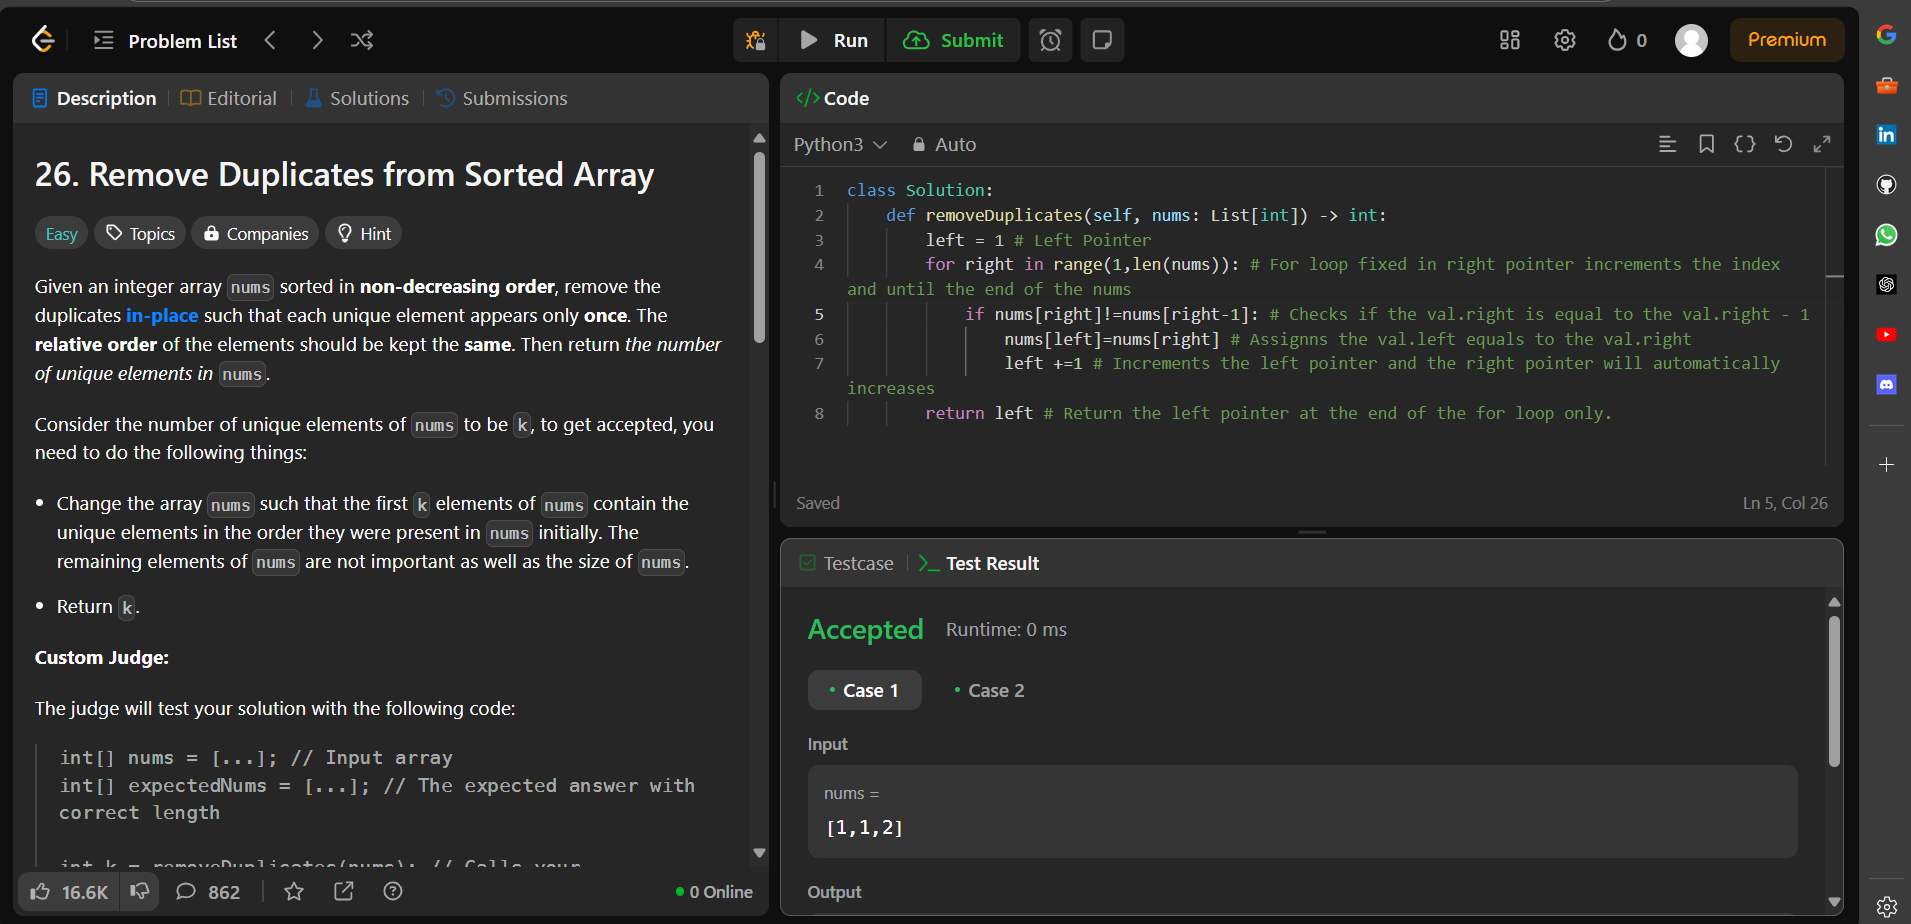 Problem List
Run
Submit
0
Premium
Description
Editorial
Solutions
Submissions
26. Remove Duplicates from Sorted Array
Easy
Topics
Companies
Hint
Given an integer array nums sorted in non-decreasing order, remove the
duplicates in-place such that each unique element appears only once. The
relative order of the elements should be kept the same. Then return the number
of unique elements in nums.
Consider the number of unique elements of nums to be k, to get accepted, you
need to do the following things:
• Change the array nums such that the first k elements of nums contain the
unique elements in the order they were present in nums initially. The
remaining elements of nums are not important as well as the size of nums.
• Return k.
Custom Judge:
The judge will test your solution with the following code:
int[] nums = [...]; // Input array
int[] expectedNums = [...]; // The expected answer with
correct length
int k = removeDuplicates(nums); // Calls your
16.6K
862
0 Online
</> Code
Python3
Auto
1 class Solution:
2 def removeDuplicates(self, nums: List[int]) -> int:
3 left = 1 # Left Pointer
4 for right in range(1,len(nums)): # For loop fixed in right pointer increments the index
and until the end of the nums
5 if nums[right]!=nums[right-1]: # Checks if the val.right is equal to the val.right - 1
6 nums[left]=nums[right] # Assignns the val.left equals to the val.right
7 left +=1 # Increments the left pointer and the right pointer will automatically
increases
8 return left # Return the left pointer at the end of the for loop only.
Saved
Ln 5, Col 26
Testcase
Test Result
Accepted
Runtime: 0 ms
• Case 1
• Case 2
Input
nums =
[1,1,2]
Output